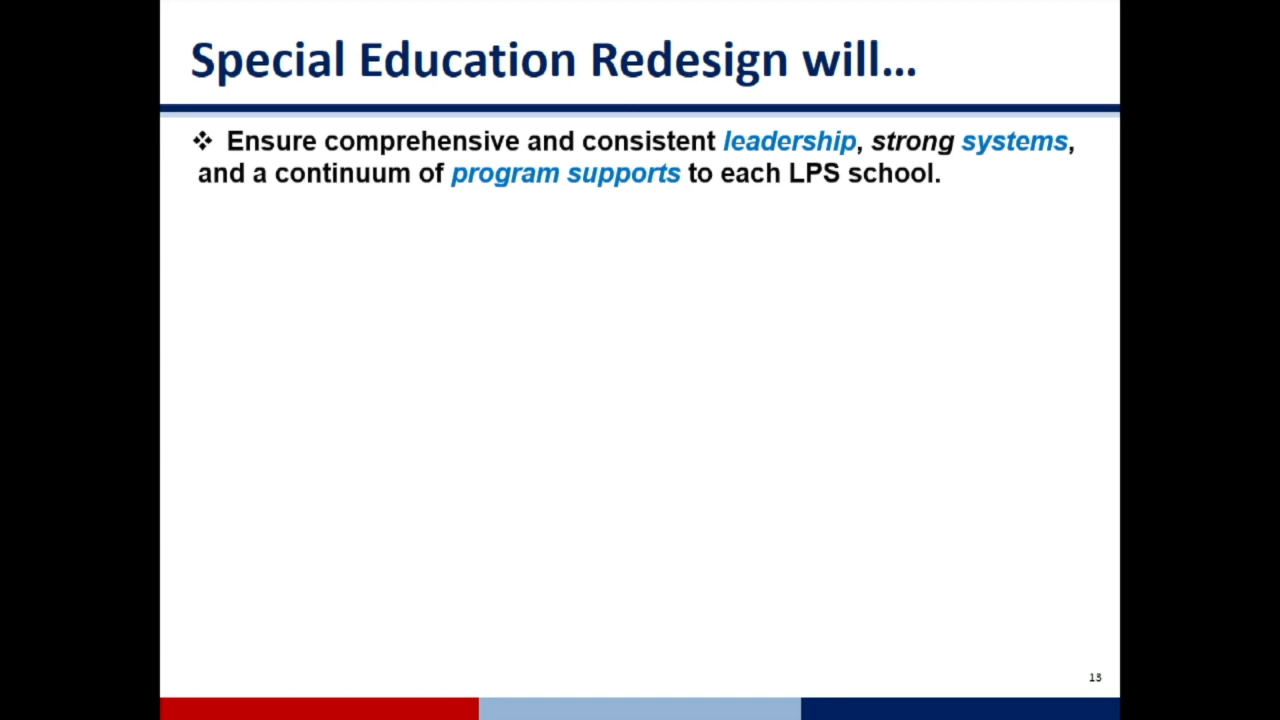 Special Education Redesign will...
❖ Ensure comprehensive and consistent leadership, strong systems,
and a continuum of program supports to each LPS school.
13